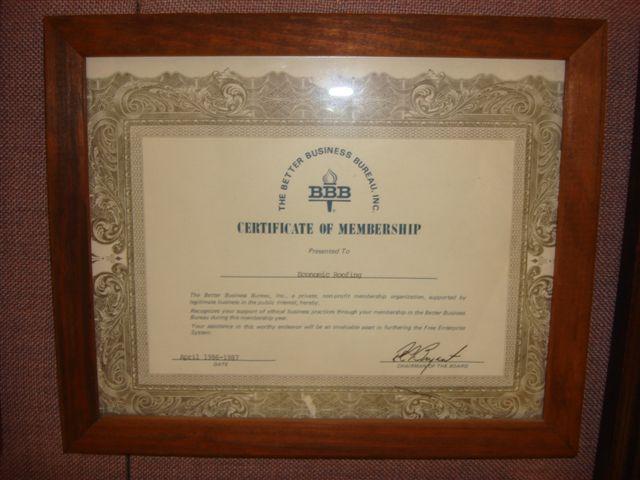 THE BETTER BUSINESS BUREAU, INC.
BBB
CERTIFICATE OF MEMBERSHIP
Presented To
Economic Roofing
The Better Business Bureau, Inc., a private, non-profit membership organization, supported by
legitimate business in the public interest, hereby:
Recognizes your support of ethical business practices through your membership in the Better Business
Bureau during this membership year.
Your assistance in this worthy endeavor will be an invaluable asset in furthering the Free Enterprise
System.
April 1986-1987
DATE
CHAIRMAN OF THE BOARD